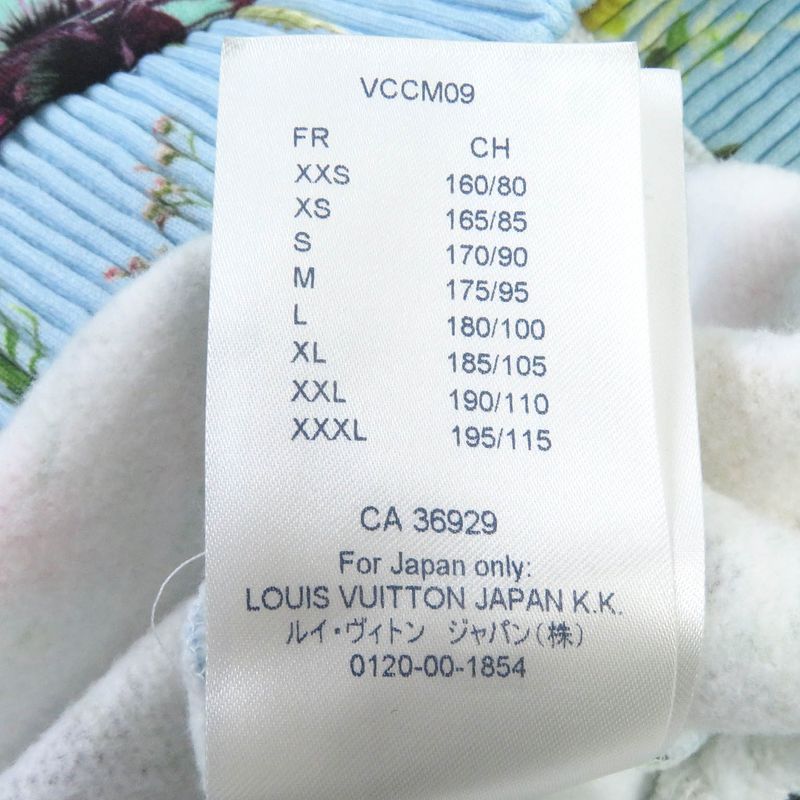 VCCM09
FR CH
XXS 160/80
XS 165/85
S 170/90
M 175/95
L 180/100
XL 185/105
XXL 190/110
XXXL 195/115
CA 36929
For Japan only:
LOUIS VUITTON JAPAN K.K.
ルイ・ヴィトン ジャパン(株)
0120-00-1854